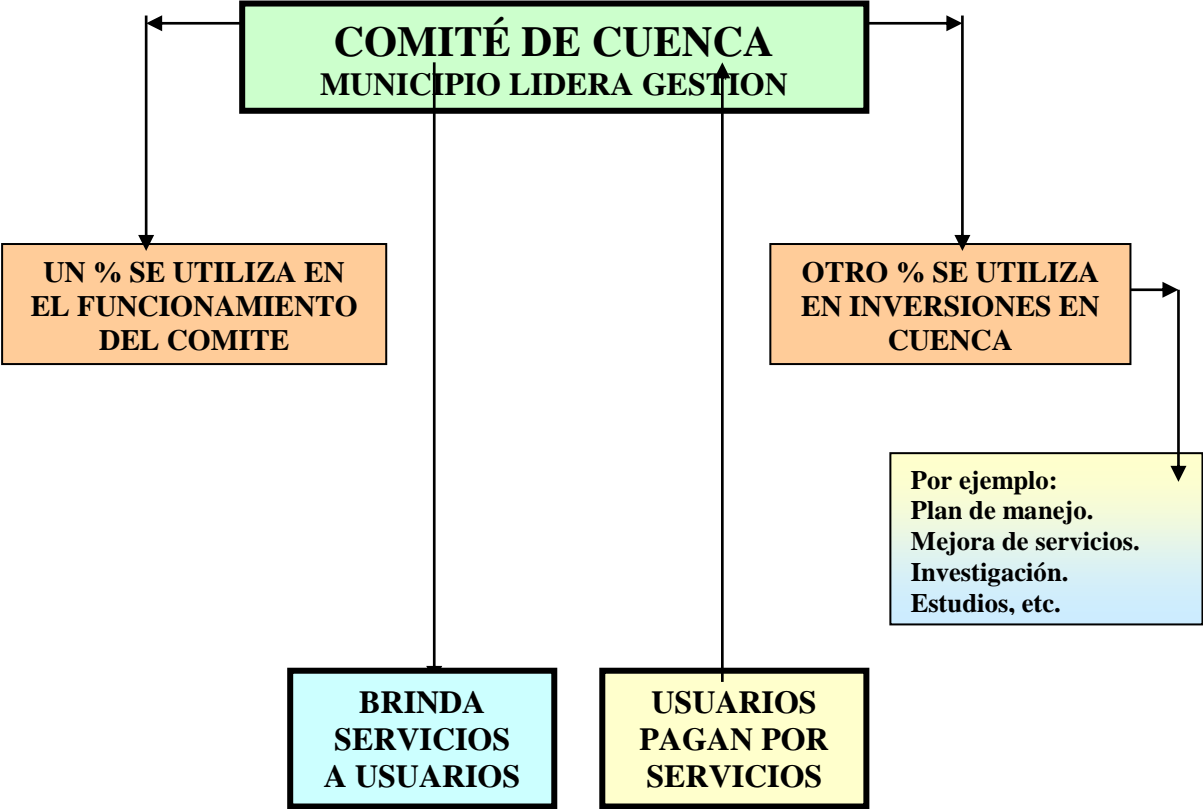 COMITÉ DE CUENCA
MUNICIPIO LIDERA GESTION
UN % SE UTILIZA EN
EL FUNCIONAMIENTO
DEL COMITE
OTRO % SE UTILIZA
EN INVERSIONES EN
CUENCA
Por ejemplo:
Plan de manejo.
Mejora de servicios.
Investigación.
Estudios, etc.
BRINDA
SERVICIOS
A USUARIOS
USUARIOS
PAGAN POR
SERVICIOS